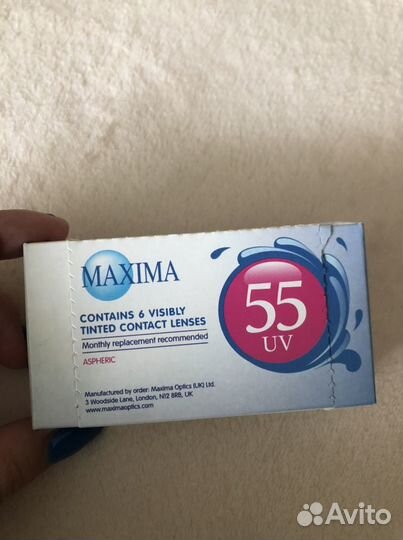 MAXIMA
CONTAINS 6 VISIBLY
TINTED CONTACT LENSES
Monthly replacement recommended
ASPHERIC
55
UV
Manufactured by order: Maxima Optics (UK) Ltd.
3 Woodside Lane, London, N12 8RB, UK
www.maximaoptics.com
Avito